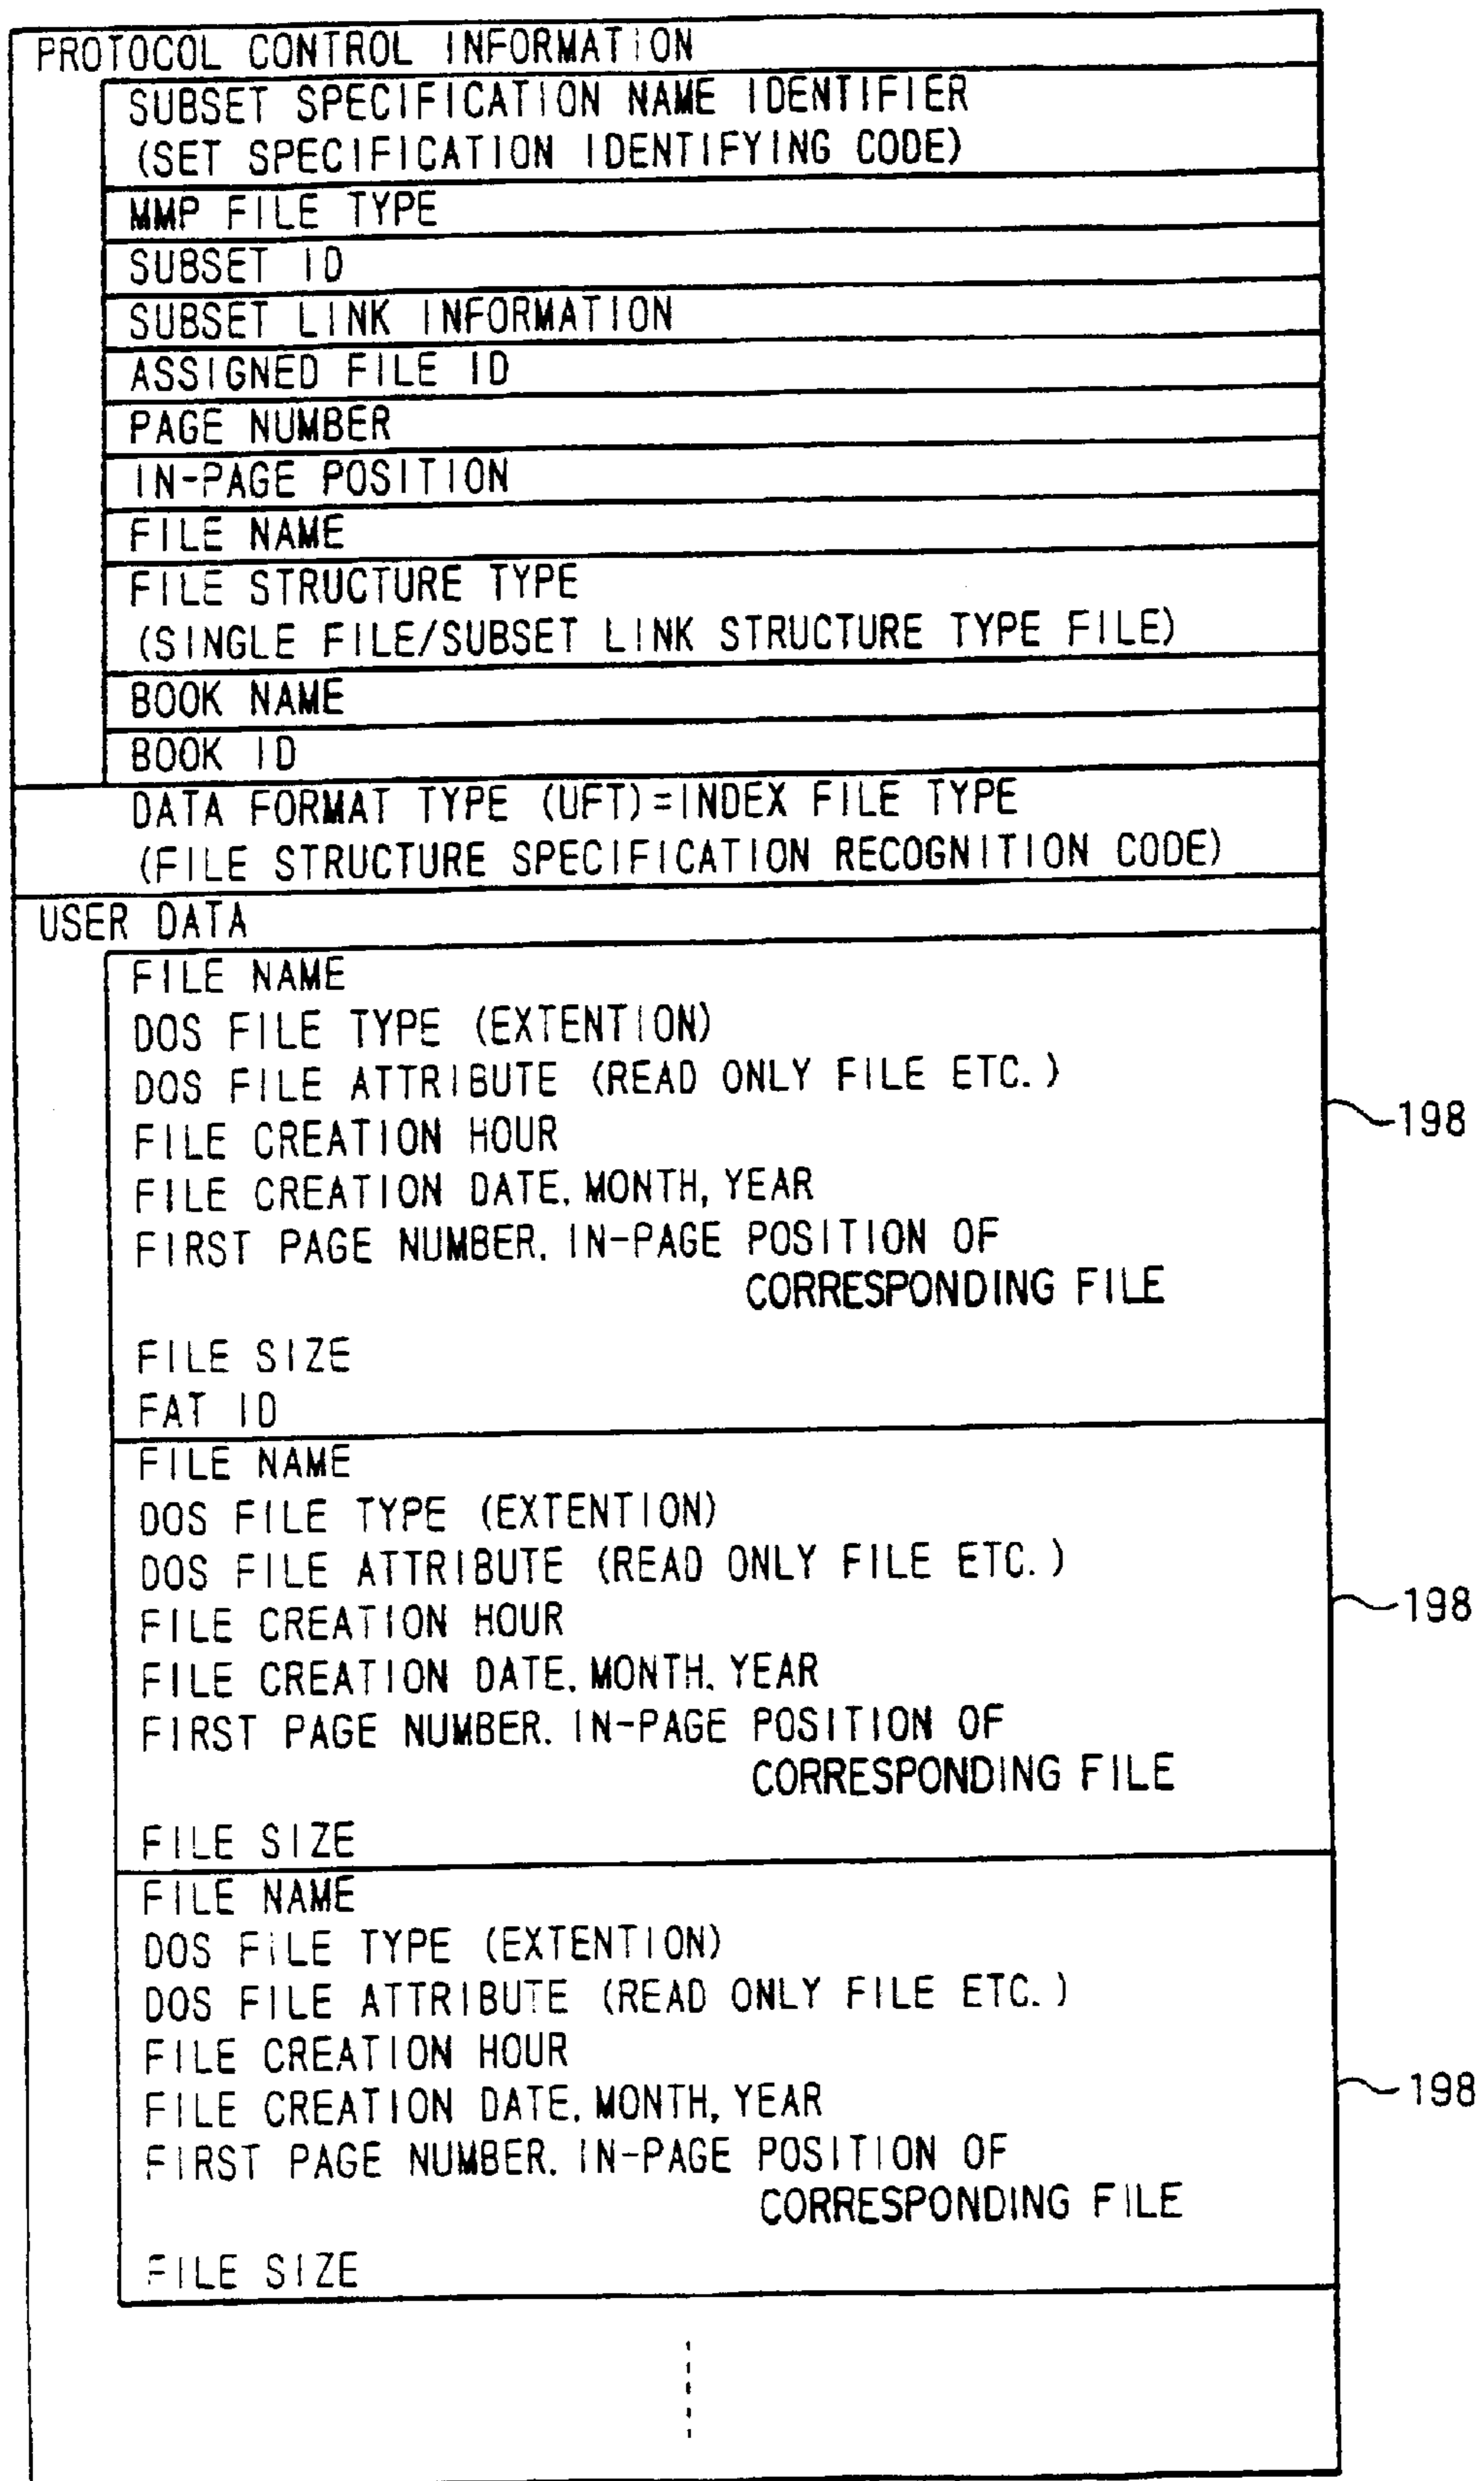 PROTOCOL CONTROL INFORMATION
SUBSET SPECIFICATION NAME IDENTIFIER
(SET SPECIFICATION IDENTIFYING CODE)
MMP FILE TYPE
SUBSET ID
SUBSET LINK INFORMATION
ASSIGNED FILE ID
PAGE NUMBER
IN-PAGE POSITION
FILE NAME
FILE STRUCTURE TYPE
(SINGLE FILE/SUBSET LINK STRUCTURE TYPE FILE)
BOOK NAME
BOOK ID
DATA FORMAT TYPE (UFT)=INDEX FILE TYPE
(FILE STRUCTURE SPECIFICATION RECOGNITION CODE)
USER DATA
FILE NAME
DOS FILE TYPE (EXTENTION)
DOS FILE ATTRIBUTE (READ ONLY FILE ETC.)
FILE CREATION HOUR
198
FILE CREATION DATE. MONTH, YEAR
FIRST PAGE NUMBER. IN-PAGE POSITION OF
CORRESPONDING FILE
FILE SIZE
FAT ID
FILE NAME
DOS FILE TYPE (EXTENTION)
DOS FILE ATTRIBUTE (READ ONLY FILE ETC.)
FILE CREATION HOUR
198
FILE CREATION DATE. MONTH. YEAR
FIRST PAGE NUMBER. IN-PAGE POSITION OF
CORRESPONDING FILE
FILE SIZE
FILE NAME
DOS FILE TYPE (EXTENTION)
DOS FILE ATTRIBUTE (READ ONLY FILE ETC.)
FILE CREATION HOUR
198
FILE CREATION DATE. MONTH, YEAR
FIRST PAGE NUMBER. IN-PAGE POSITION OF
CORRESPONDING FILE
FILE SIZE